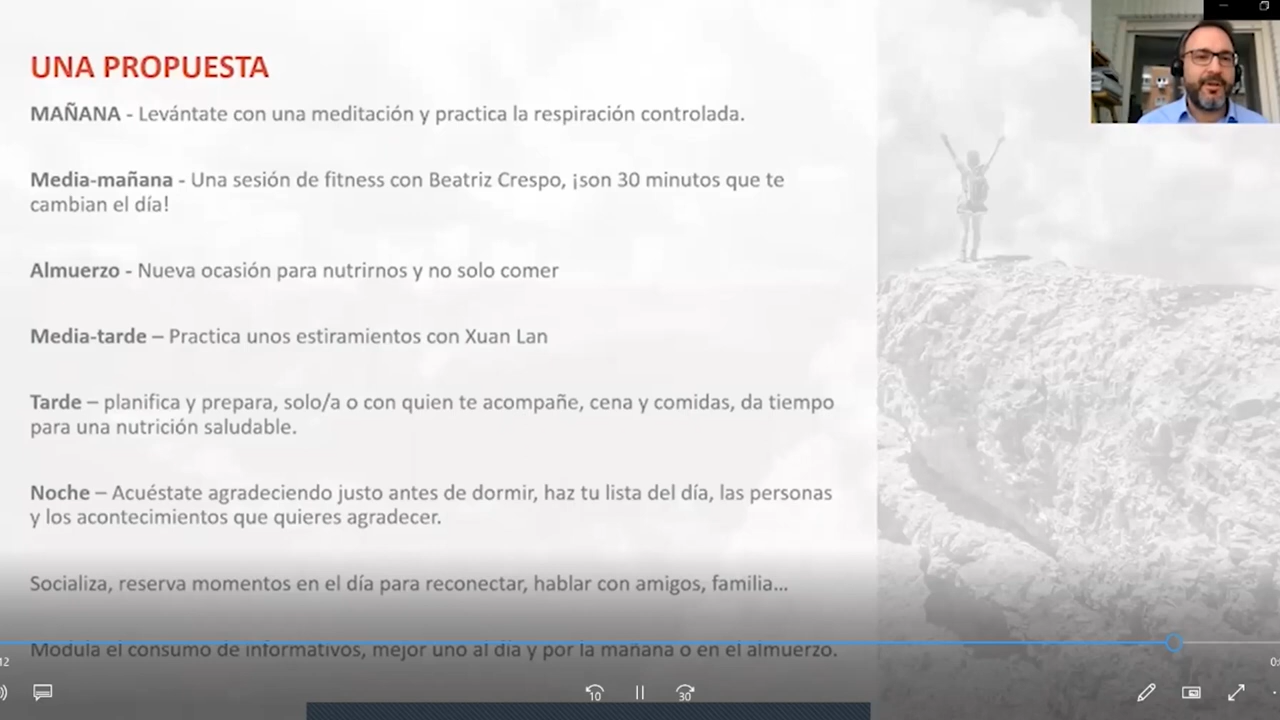 UNA PROPUESTA
MAÑANA - Levántate con una meditación y practica la respiración controlada.
Media-mañana - Una sesión de fitness con Beatriz Crespo, ¡son 30 minutos que te
cambian el día!
Almuerzo - Nueva ocasión para nutrirnos y no solo comer
Media-tarde – Practica unos estiramientos con Xuan Lan
Tarde – planifica y prepara, solo/a o con quien te acompañe, cena y comidas, da tiempo
para una nutrición saludable.
Noche – Acuéstate agradeciendo justo antes de dormir, haz tu lista del día, las personas
y los acontecimientos que quieres agradecer.
Socializa, reserva momentos en el día para reconectar, hablar con amigos, familia...
Modula el consumo de informativos, mejor uno al día y por la mañana o en el almuerzo.
12
0:
10
30